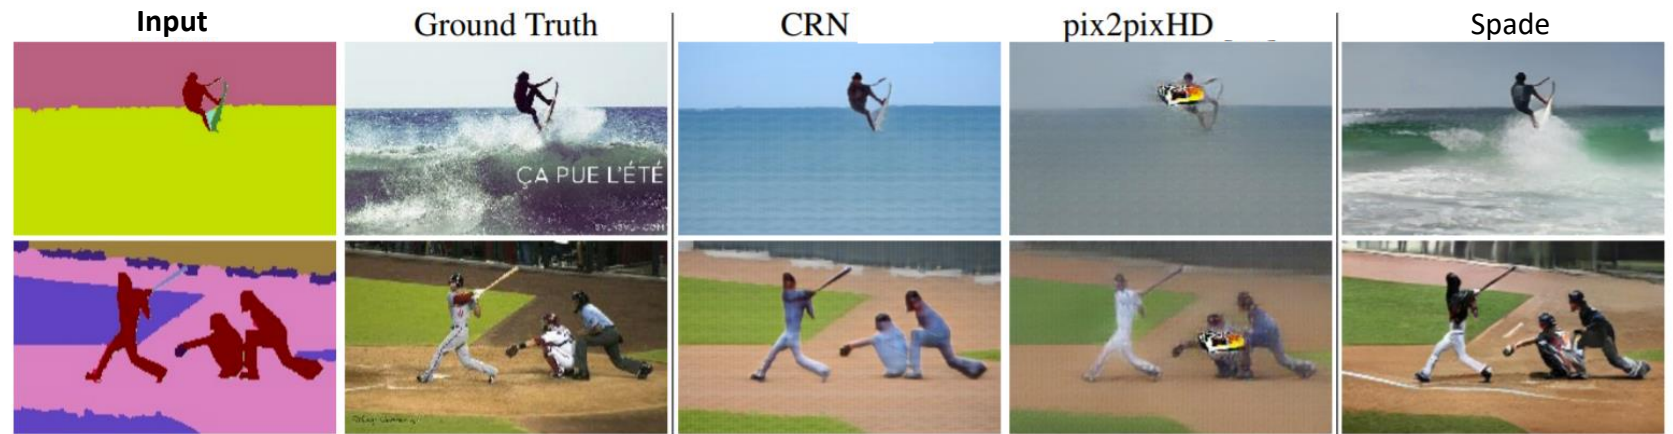 Input
Ground Truth
CRN
pix2pixHD
Spade
ÇA PUE L'ÉTÉ